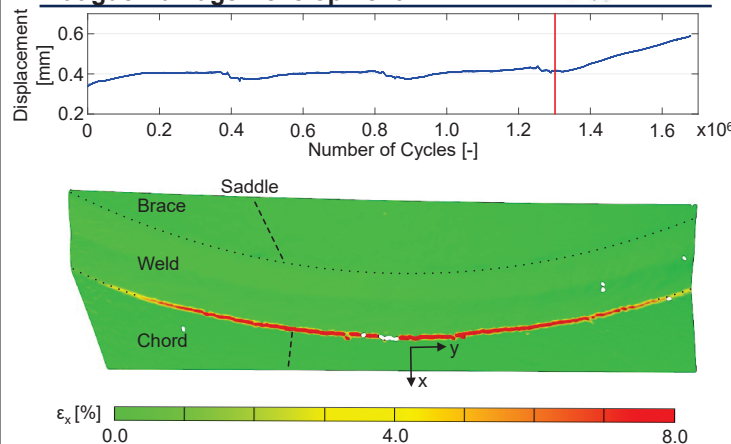 0.6
Displacement
[mm]
0.4
0.2
0 0.2 0.4 0.6 0.8 1.0 1.2 1.4 1.6 x10⁶
Number of Cycles [-]
Saddle
Brace
Weld
Chord
y
x
εₓ [%]
0.0 4.0 8.0